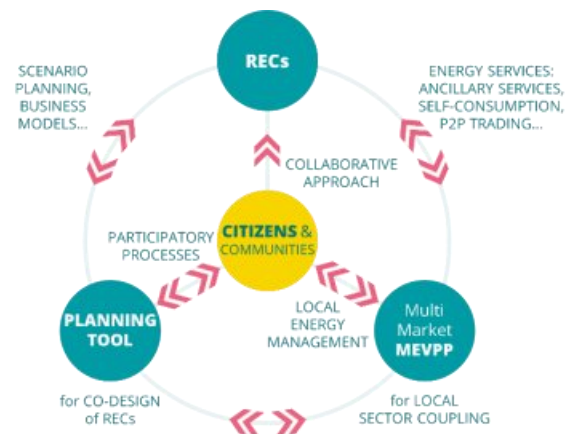 RECs
SCENARIO
PLANNING,
BUSINESS
MODELS...
ENERGY SERVICES:
ANCILLARY SERVICES,
SELF-CONSUMPTION,
P2P TRADING...
COLLABORATIVE
APPROACH
CITIZENS &
COMMUNITIES
PARTICIPATORY
PROCESSES
LOCAL
ENERGY
MANAGEMENT
PLANNING
TOOL
for CO-DESIGN
of RECs
Multi
Market
MEVPP
for LOCAL
SECTOR COUPLING